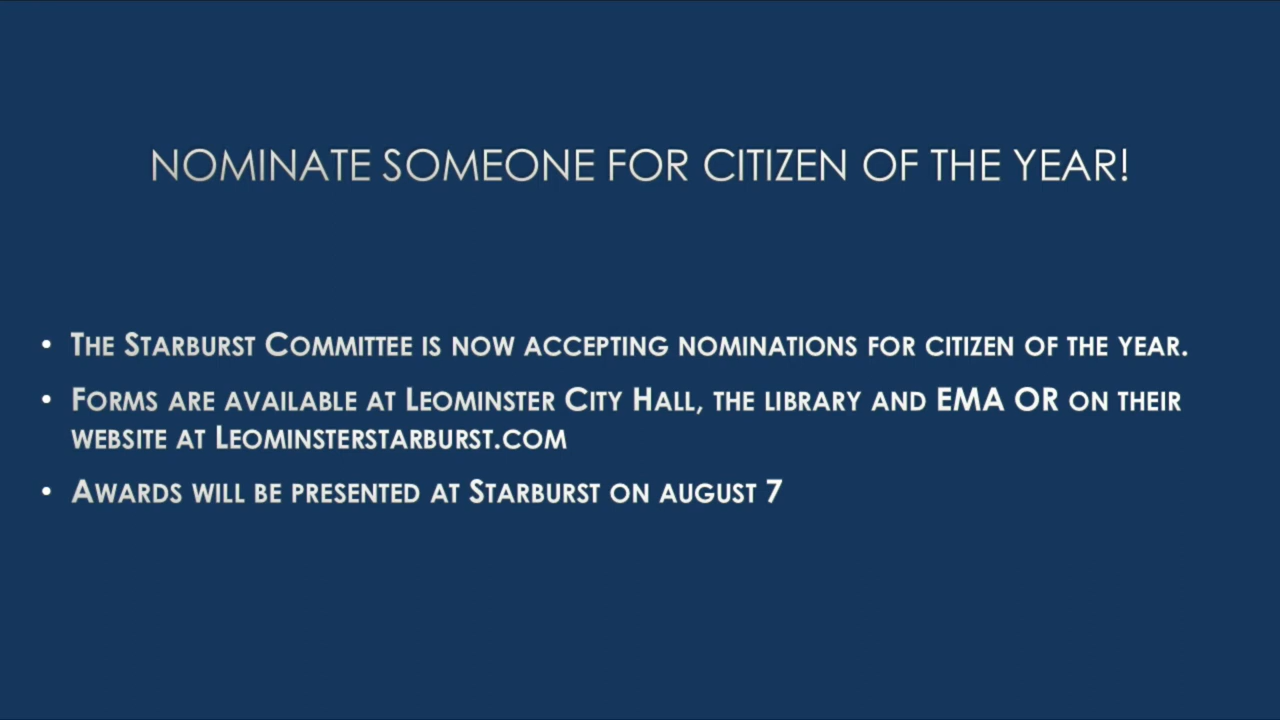 NOMINATE SOMEONE FOR CITIZEN OF THE YEAR!
• THE STARBURST COMMITTEE IS NOW ACCEPTING NOMINATIONS FOR CITIZEN OF THE YEAR.
• FORMS ARE AVAILABLE AT LEOMINSTER CITY HALL, THE LIBRARY AND EMA OR ON THEIR
WEBSITE AT LEOMINSTERSTARBURST.COM
• AWARDS WILL BE PRESENTED AT STARBURST ON AUGUST 7